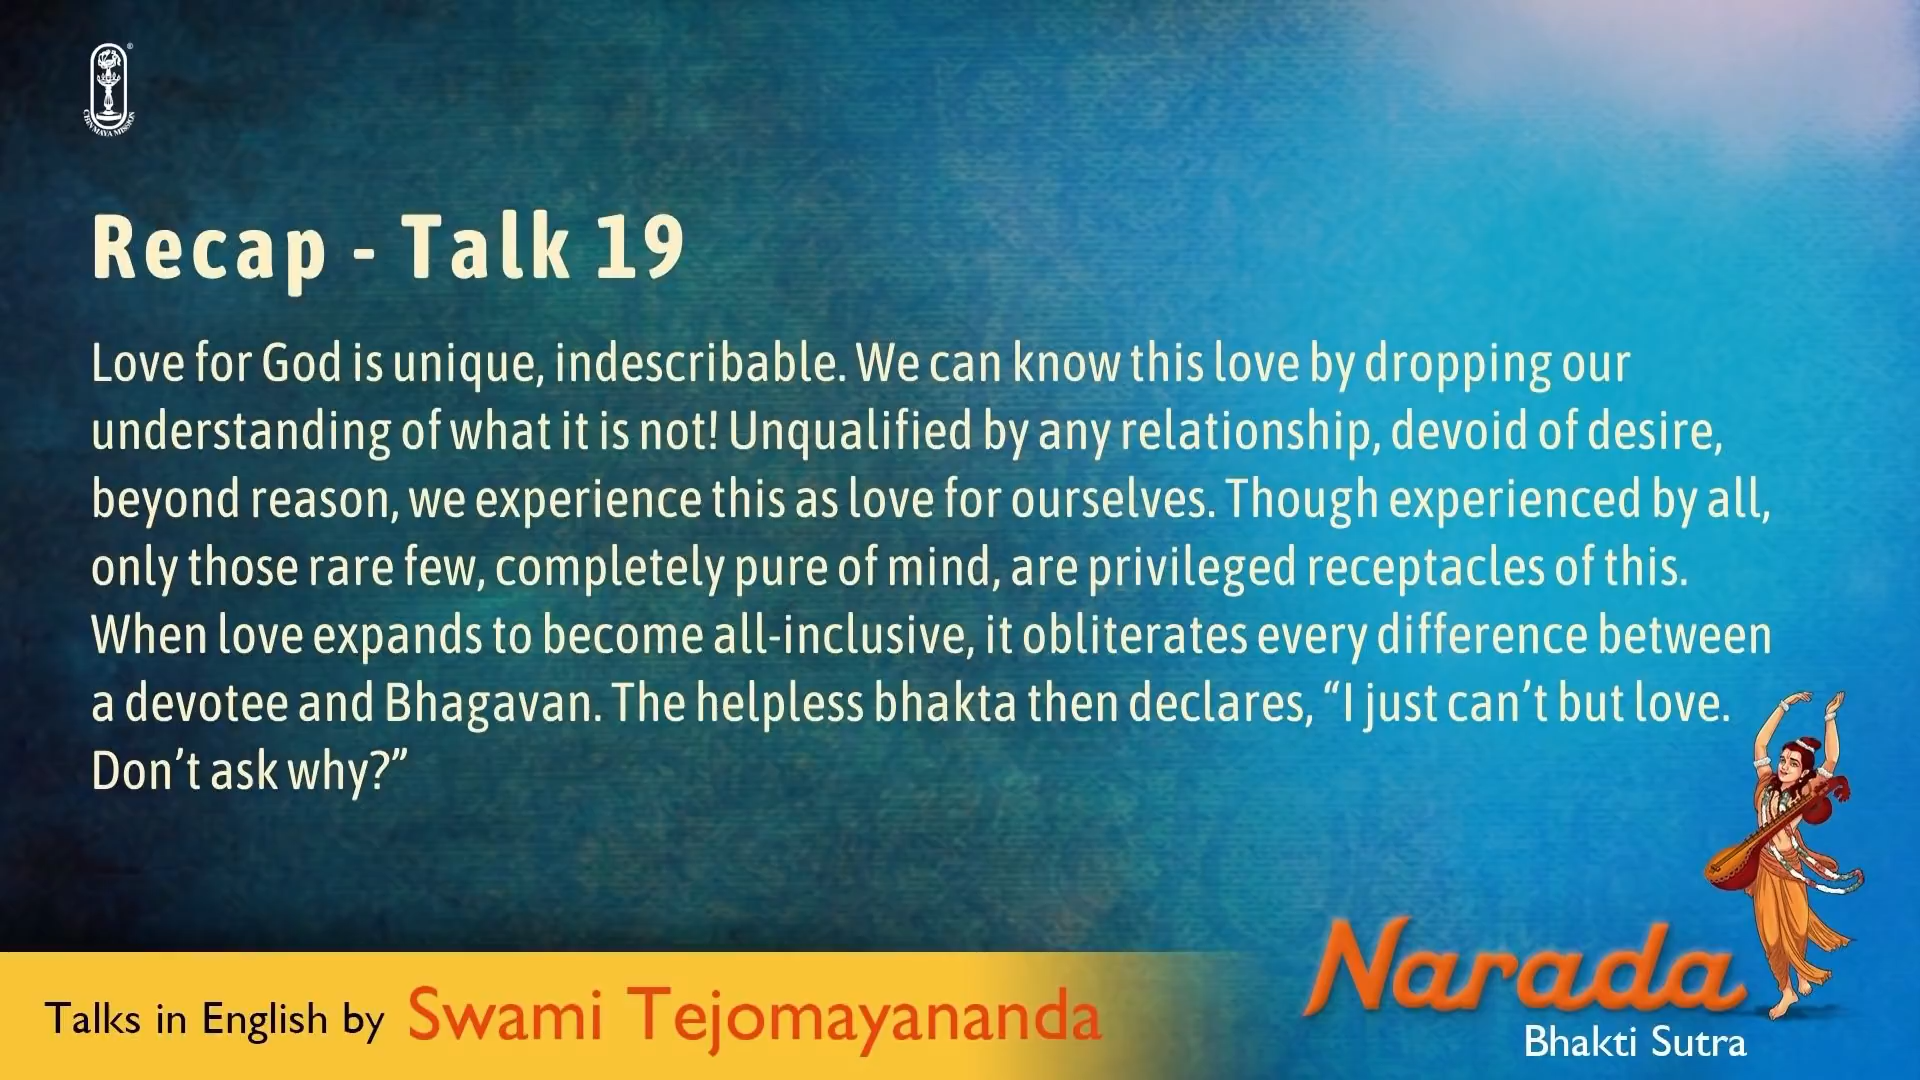 CHINMAYA MISSION
®
Recap - Talk 19
Love for God is unique, indescribable. We can know this love by dropping our
understanding of what it is not! Unqualified by any relationship, devoid of desire,
beyond reason, we experience this as love for ourselves. Though experienced by all,
only those rare few, completely pure of mind, are privileged receptacles of this.
When love expands to become all-inclusive, it obliterates every difference between
a devotee and Bhagavan. The helpless bhakta then declares, “I just can’t but love.
Don’t ask why?”
Talks in English by Swami Tejomayananda
Narada
Bhakti Sutra